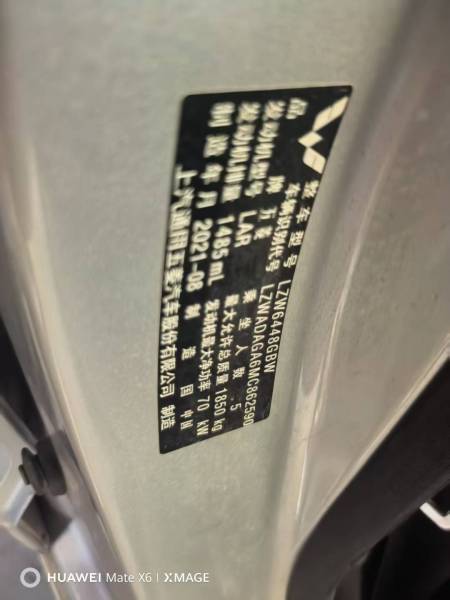 整车型号 LZW6448GBW
车辆识别代号 LZWADAGA6MC862590
品牌 五菱 乘坐人数 5
发动机型号 LAR 最大允许总质量 1850 kg
发动机排量 1485 mL 发动机最大净功率 70 kW
制造年月 2021-08 制造国 中国
上汽通用五菱汽车股份有限公司 制造
HUAWEI Mate X6 | XMAGE